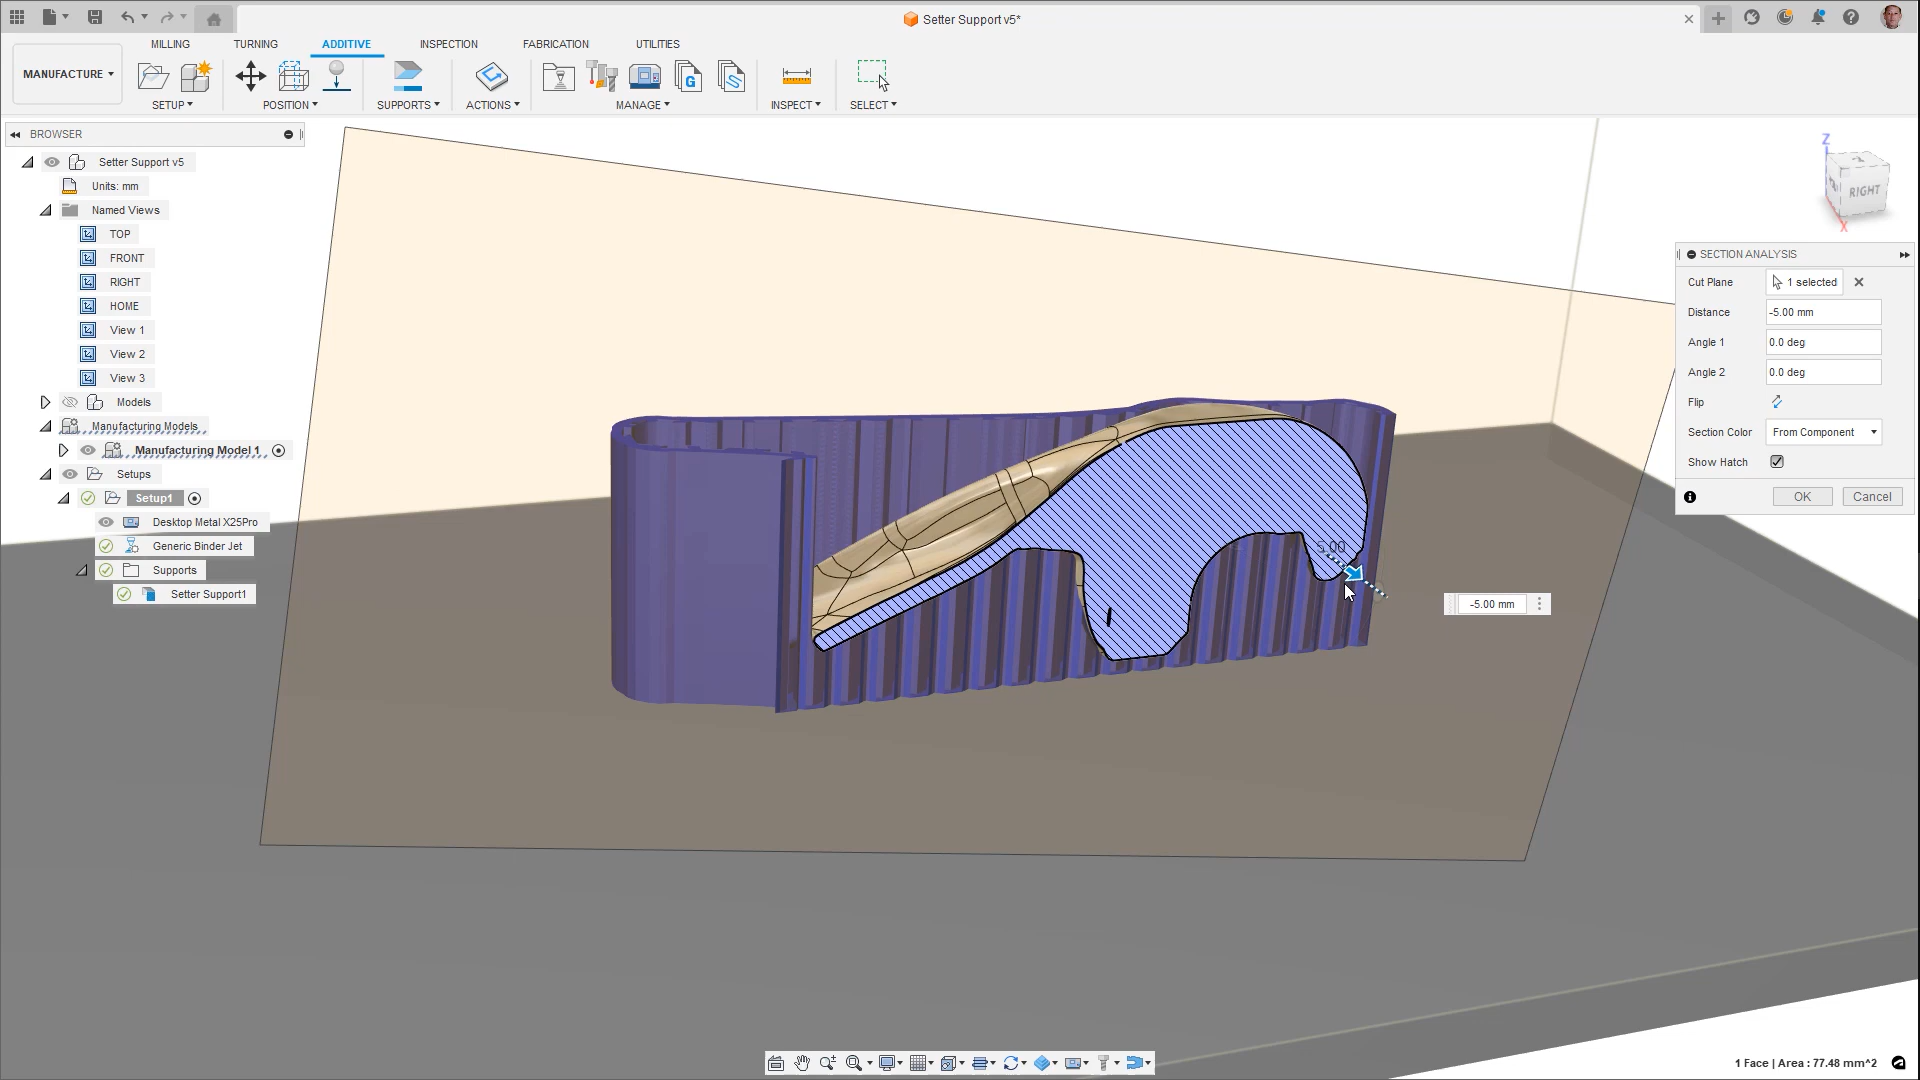 Setter Support v5*
MILLING
TURNING
ADDITIVE
INSPECTION
FABRICATION
UTILITIES
MANUFACTURE
SETUP
POSITION
SUPPORTS
ACTIONS
MANAGE
INSPECT
SELECT
BROWSER
Setter Support v5
Units: mm
Named Views
TOP
FRONT
RIGHT
HOME
View 1
View 2
View 3
Models
Manufacturing Models
Manufacturing Model 1
Setups
Setup1
Desktop Metal X25Pro
Generic Binder Jet
Supports
Setter Support1
Z
RIGHT
X
SECTION ANALYSIS
Cut Plane
1 selected
Distance
-5.00 mm
Angle 1
0.0 deg
Angle 2
0.0 deg
Flip
Section Color
From Component
Show Hatch
OK
Cancel
5.00
-5.00 mm
1 Face | Area : 77.48 mm^2